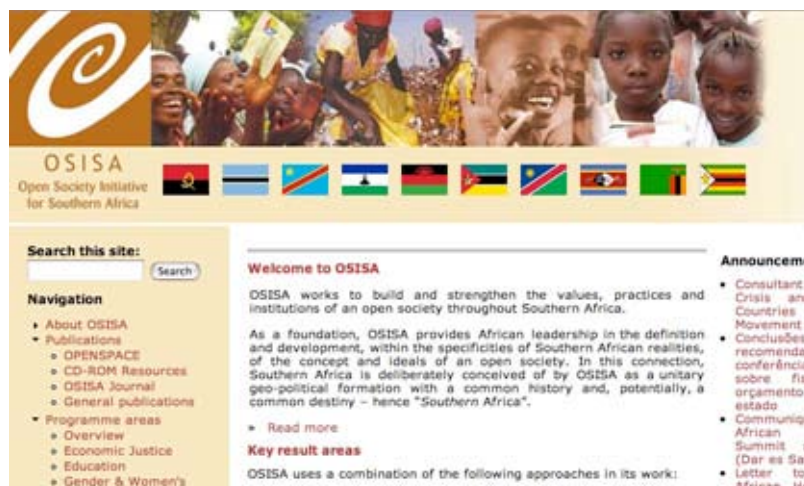 OSISA
Open Society Initiative
for Southern Africa
Search this site:
Search
Navigation
About OSISA
Publications
OPENSPACE
CD-ROM Resources
OSISA Journal
General publications
Programme areas
Overview
Economic Justice
Education
Gender & Women's
Welcome to OSISA
OSISA works to build and strengthen the values, practices and
institutions of an open society throughout Southern Africa.
As a foundation, OSISA provides African leadership in the definition
and development, within the specificities of Southern African realities,
of the concept and ideals of an open society. In this connection,
Southern Africa is deliberately conceived of by OSISA as a unitary
geo-political formation with a common history and, potentially, a
common destiny – hence "Southern Africa".
» Read more
Key result areas
OSISA uses a combination of the following approaches in its work:
Announcem
Consultant
Crisis an
Countries
Movement
Conclusões
recomenda
conferência
sobre fi
orçamento
estado
Communiq
African
Summit
(Dar es Sa
Letter to
African